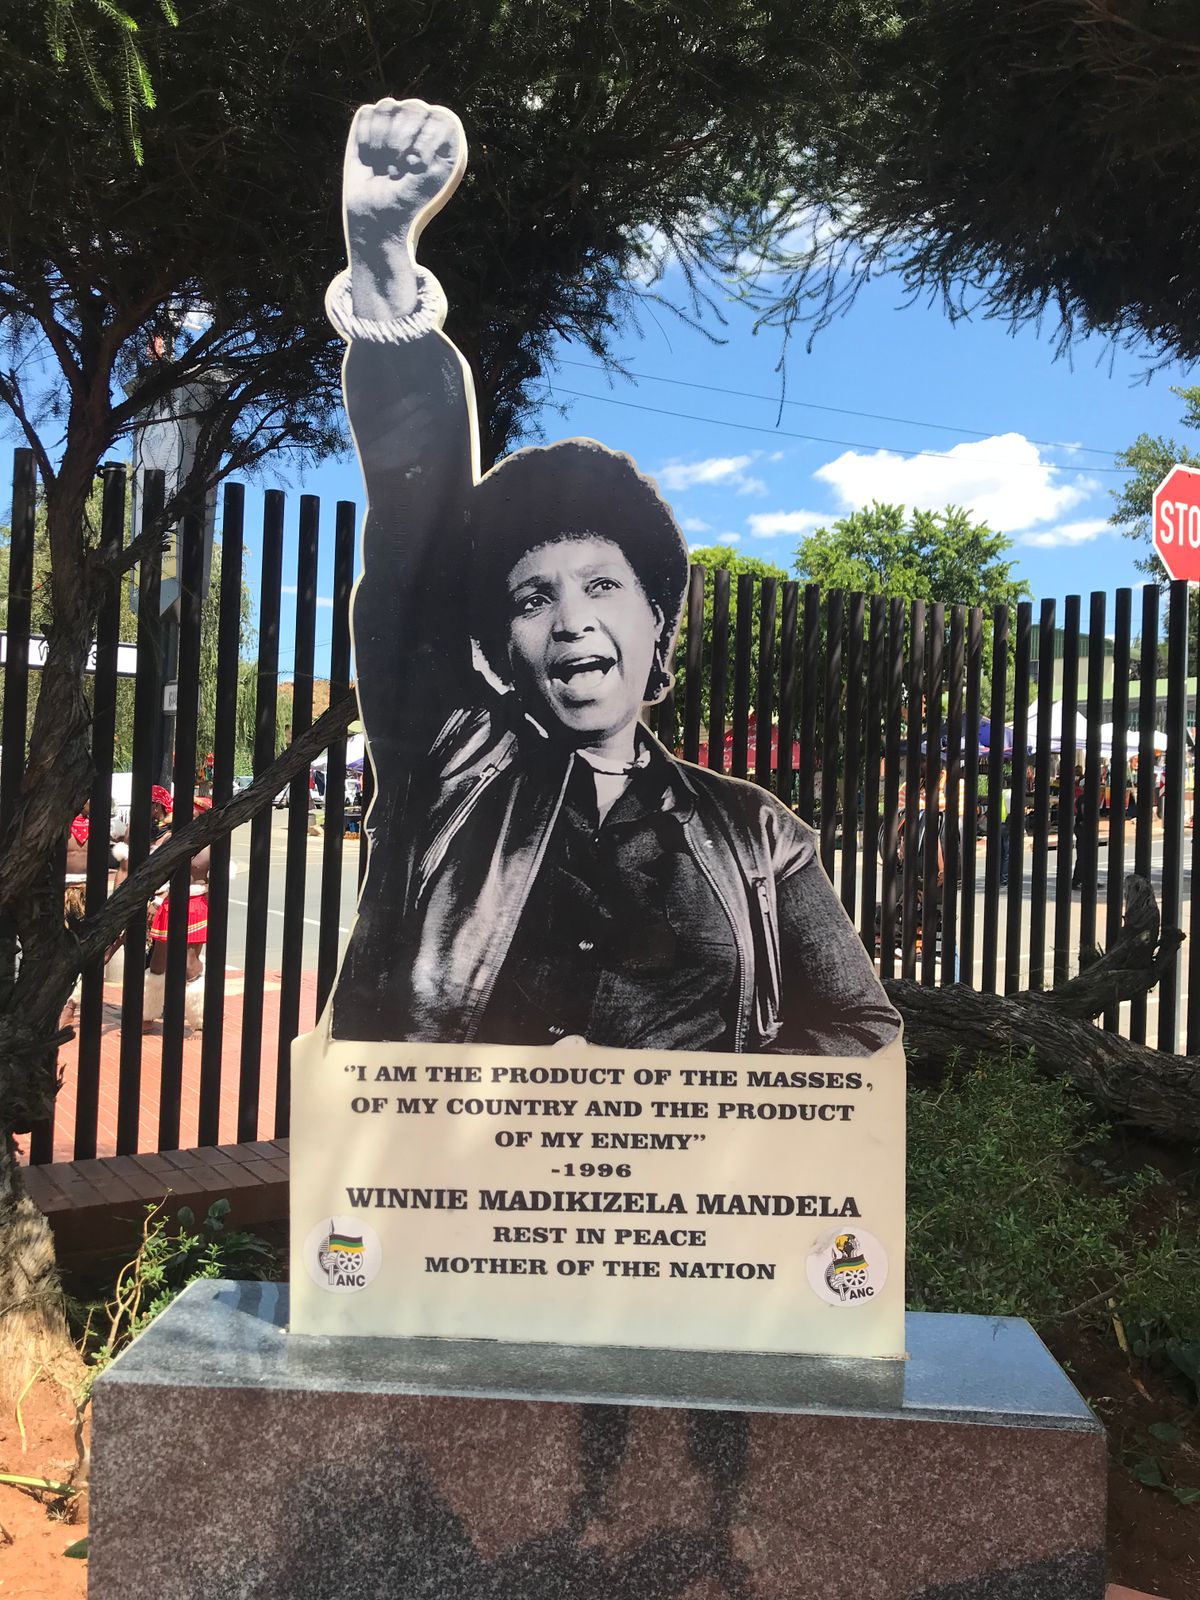 STO
"I AM THE PRODUCT OF THE MASSES,
OF MY COUNTRY AND THE PRODUCT
OF MY ENEMY"
-1996
WINNIE MADIKIZELA MANDELA
REST IN PEACE
MOTHER OF THE NATION
ANC
ANC